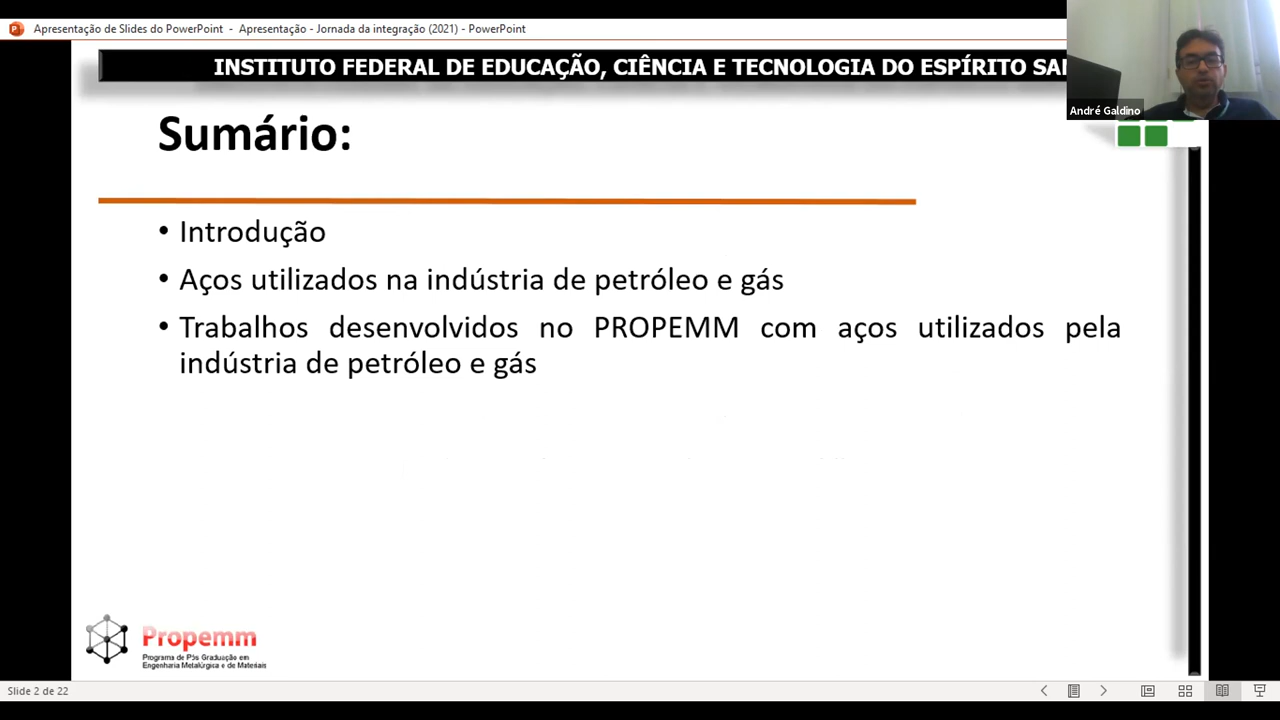 Apresentação de Slides do PowerPoint - Apresentação - Jornada da integração (2021) - PowerPoint
INSTITUTO FEDERAL DE EDUCAÇÃO, CIÊNCIA E TECNOLOGIA DO ESPÍRITO SAN
André Galdino
Sumário:
• Introdução
• Aços utilizados na indústria de petróleo e gás
• Trabalhos desenvolvidos no PROPEMM com aços utilizados pela
indústria de petróleo e gás
Propemm
Programa de Pós Graduação em
Engenharia Metalúrgica e de Materiais
Slide 2 de 22